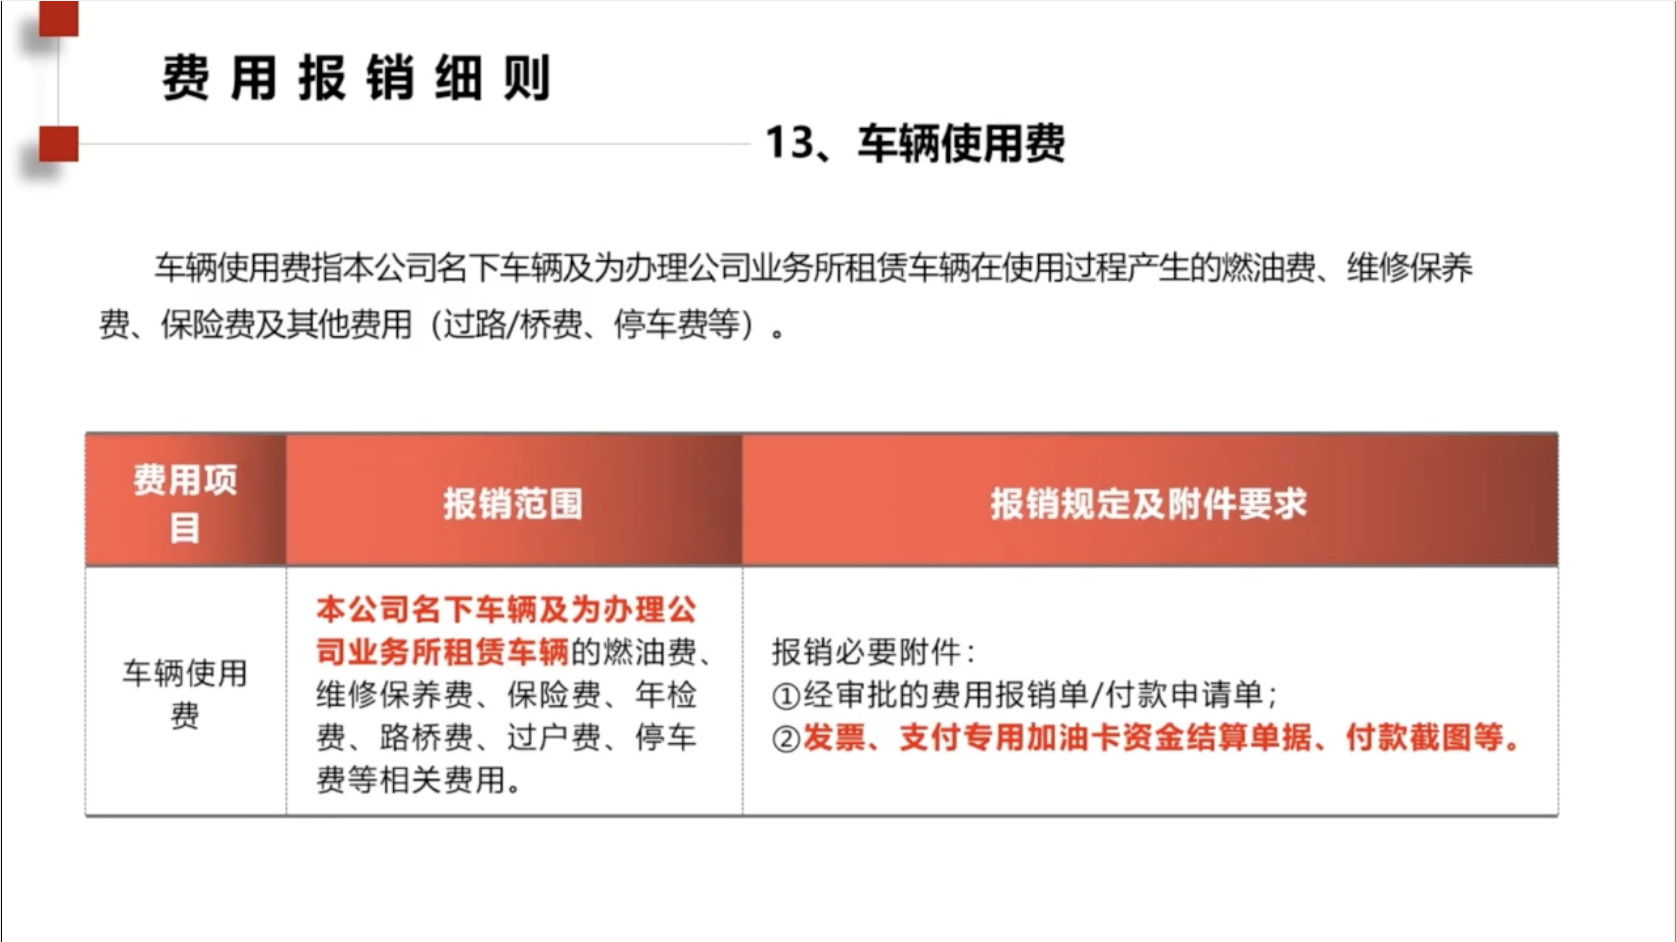 费用报销细则
13、车辆使用费
车辆使用费指本公司名下车辆及为办理公司业务所租赁车辆在使用过程产生的燃油费、维修保养
费、保险费及其他费用（过路/桥费、停车费等）。
费用项
目
报销范围
报销规定及附件要求
车辆使用
费
本公司名下车辆及为办理公
司业务所租赁车辆的燃油费、
维修保养费、保险费、年检
费、路桥费、过户费、停车
费等相关费用。
报销必要附件：
①经审批的费用报销单/付款申请单；
②发票、支付专用加油卡资金结算单据、付款截图等。